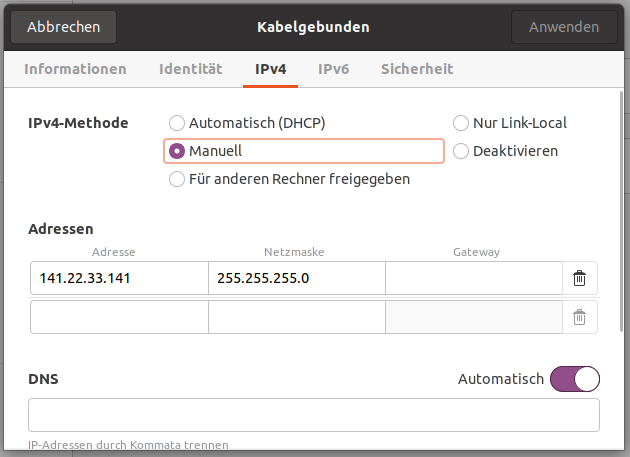 Abbrechen Kabelgebunden Anwenden
Informationen Identität IPv4 IPv6 Sicherheit
IPv4-Methode Automatisch (DHCP) Nur Link-Local
Manuell Deaktivieren
Für anderen Rechner freigegeben
Adressen
Adresse Netzmaske Gateway
141.22.33.141 255.255.255.0
DNS Automatisch
IP-Adressen durch Kommata trennen